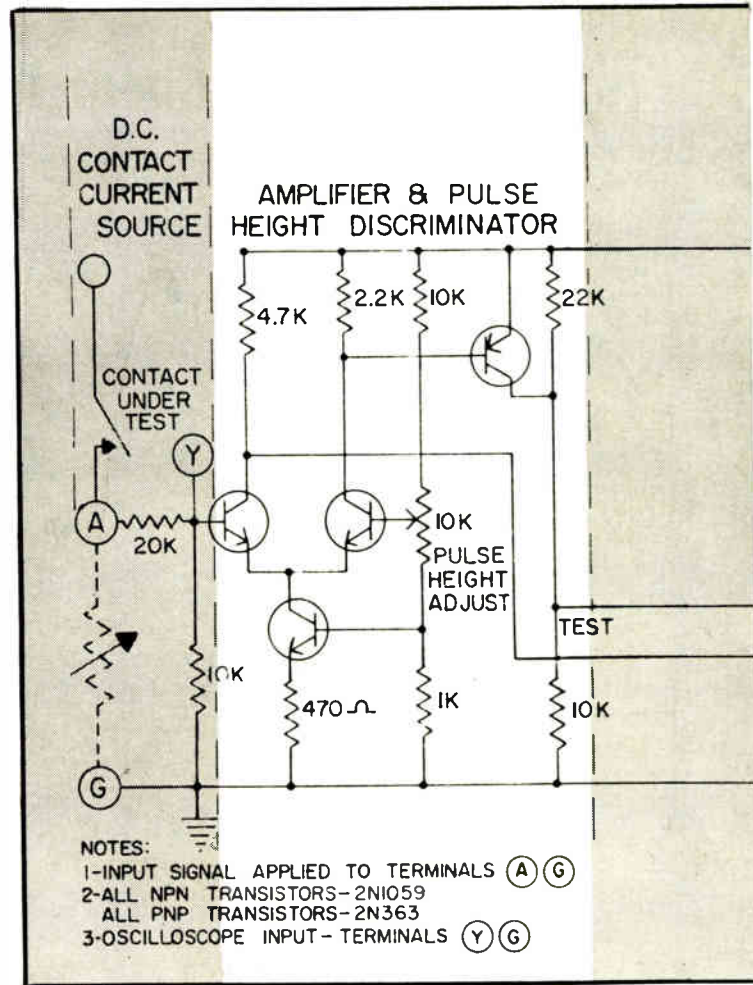 D.C.
CONTACT
CURRENT
SOURCE
AMPLIFIER & PULSE
HEIGHT DISCRIMINATOR
4.7K
2.2K
10K
22K
CONTACT
UNDER
TEST
Y
A
20K
10K
PULSE
HEIGHT
ADJUST
TEST
10K
470Ω
1K
10K
G
NOTES:
1-INPUT SIGNAL APPLIED TO TERMINALS A G
2-ALL NPN TRANSISTORS-2N1059
ALL PNP TRANSISTORS-2N363
3-OSCILLOSCOPE INPUT-TERMINALS Y G